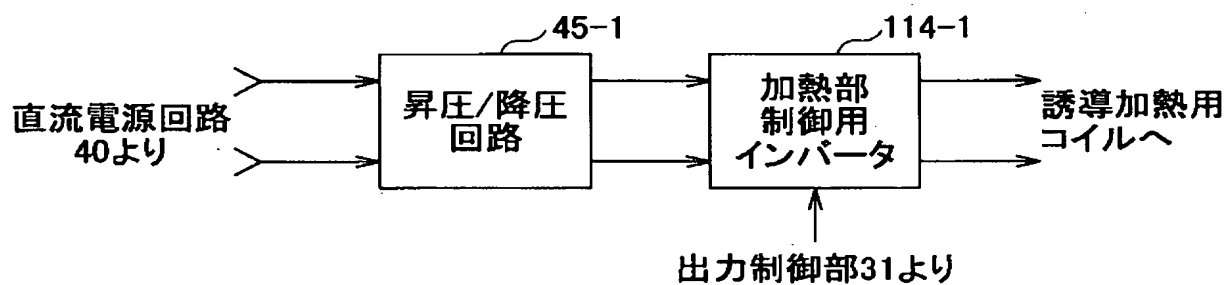 45-1
114-1
直流電源回路
40より
昇圧/降圧
回路
加熱部
制御用
インバータ
誘導加熱用
コイルへ
出力制御部31より